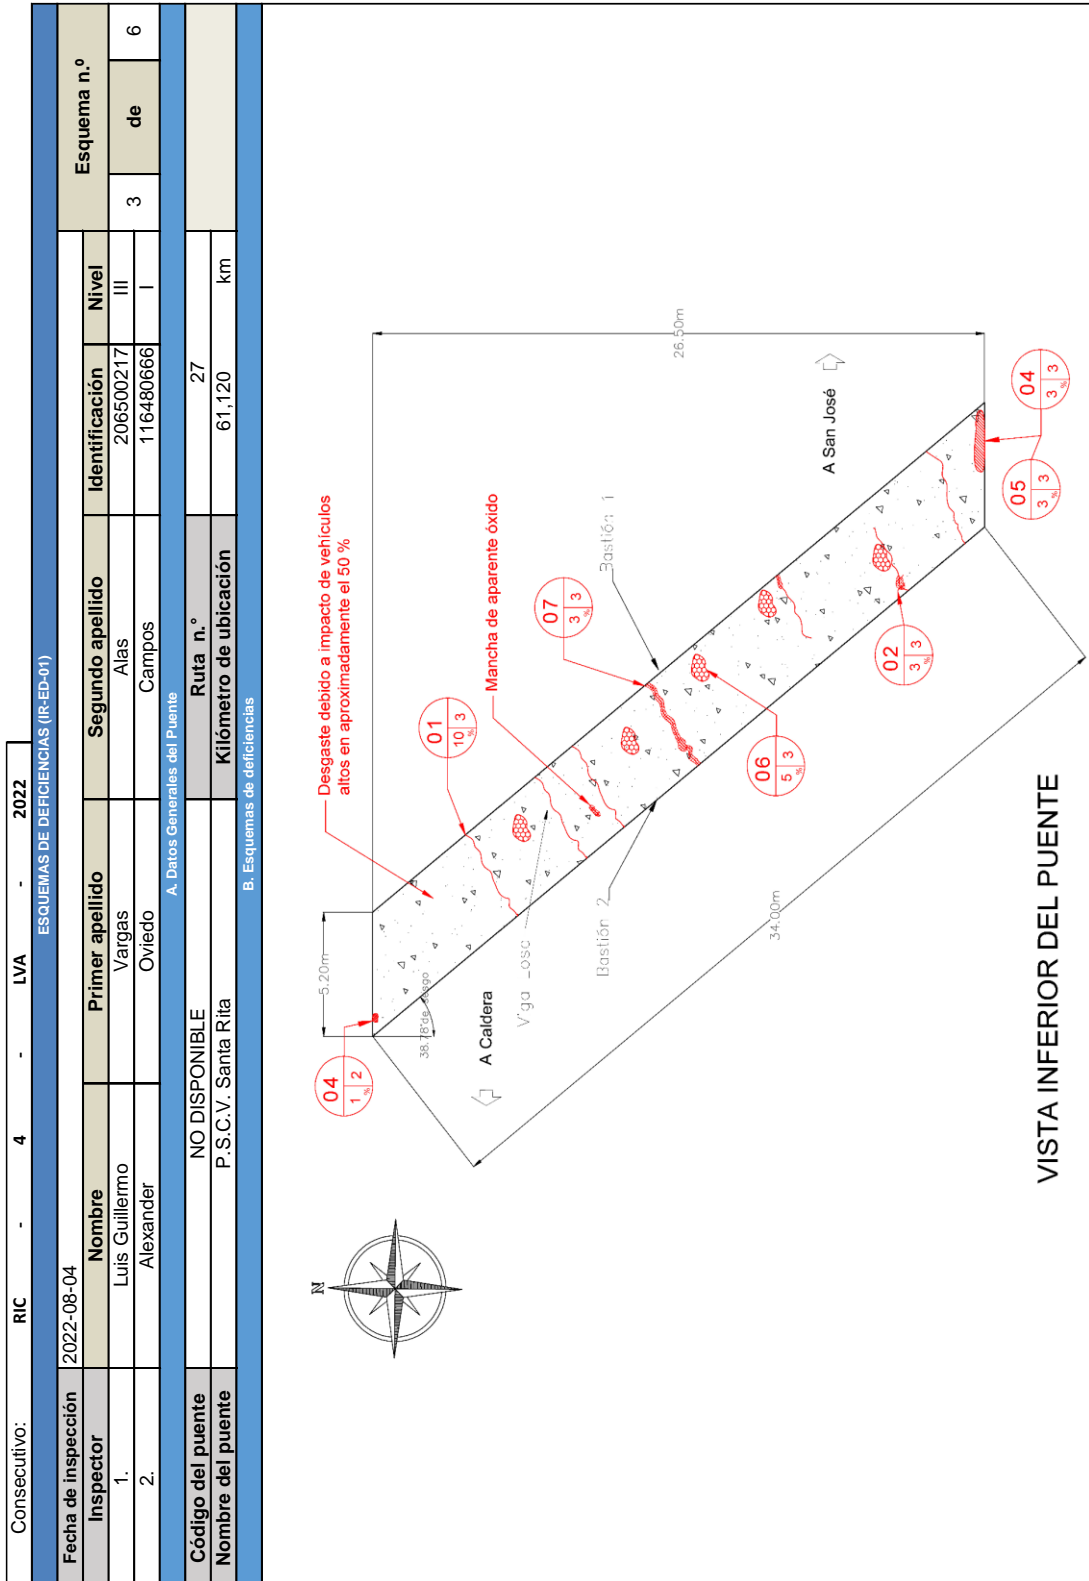 Consecutivo: RIC - 4 - LVA - 2022
ESQUEMAS DE DEFICIENCIAS (IR-ED-01)
Fecha de inspección 2022-08-04 Esquema n.º
Inspector Nombre Primer apellido Segundo apellido Identificación Nivel
1. Luis Guillermo Vargas Alas 206500217 III 3 de 6
2. Alexander Oviedo Campos 116480666 I
A. Datos Generales del Puente
Código del puente NO DISPONIBLE Ruta n.° 27
Nombre del puente P.S.C.V. Santa Rita Kilómetro de ubicación 61,120 km
B. Esquemas de deficiencias
N
Desgaste debido a impacto de vehículos
altos en aproximadamente el 50 %
04
1 % 2
5.20m
01
10 % 3
Mancha de aparente óxido
07
3 % 3
38.78°de sesgo
A Caldera
Viga Losa
Bastión 2
Bastión 1
A San José
26.50m
34.00m
06
5 % 3
02
3 % 3
05
3 % 3
04
3 % 3
VISTA INFERIOR DEL PUENTE